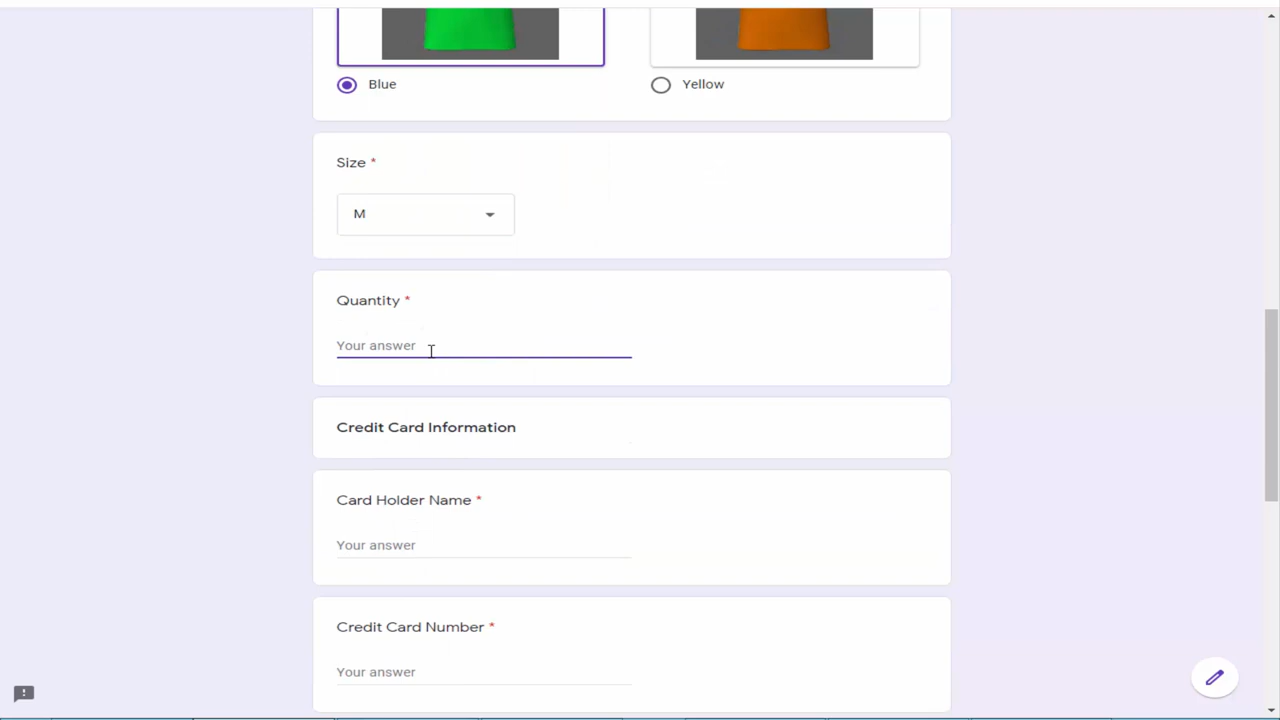 Blue
Yellow
Size *
M
Quantity *
Your answer
Credit Card Information
Card Holder Name *
Your answer
Credit Card Number *
Your answer